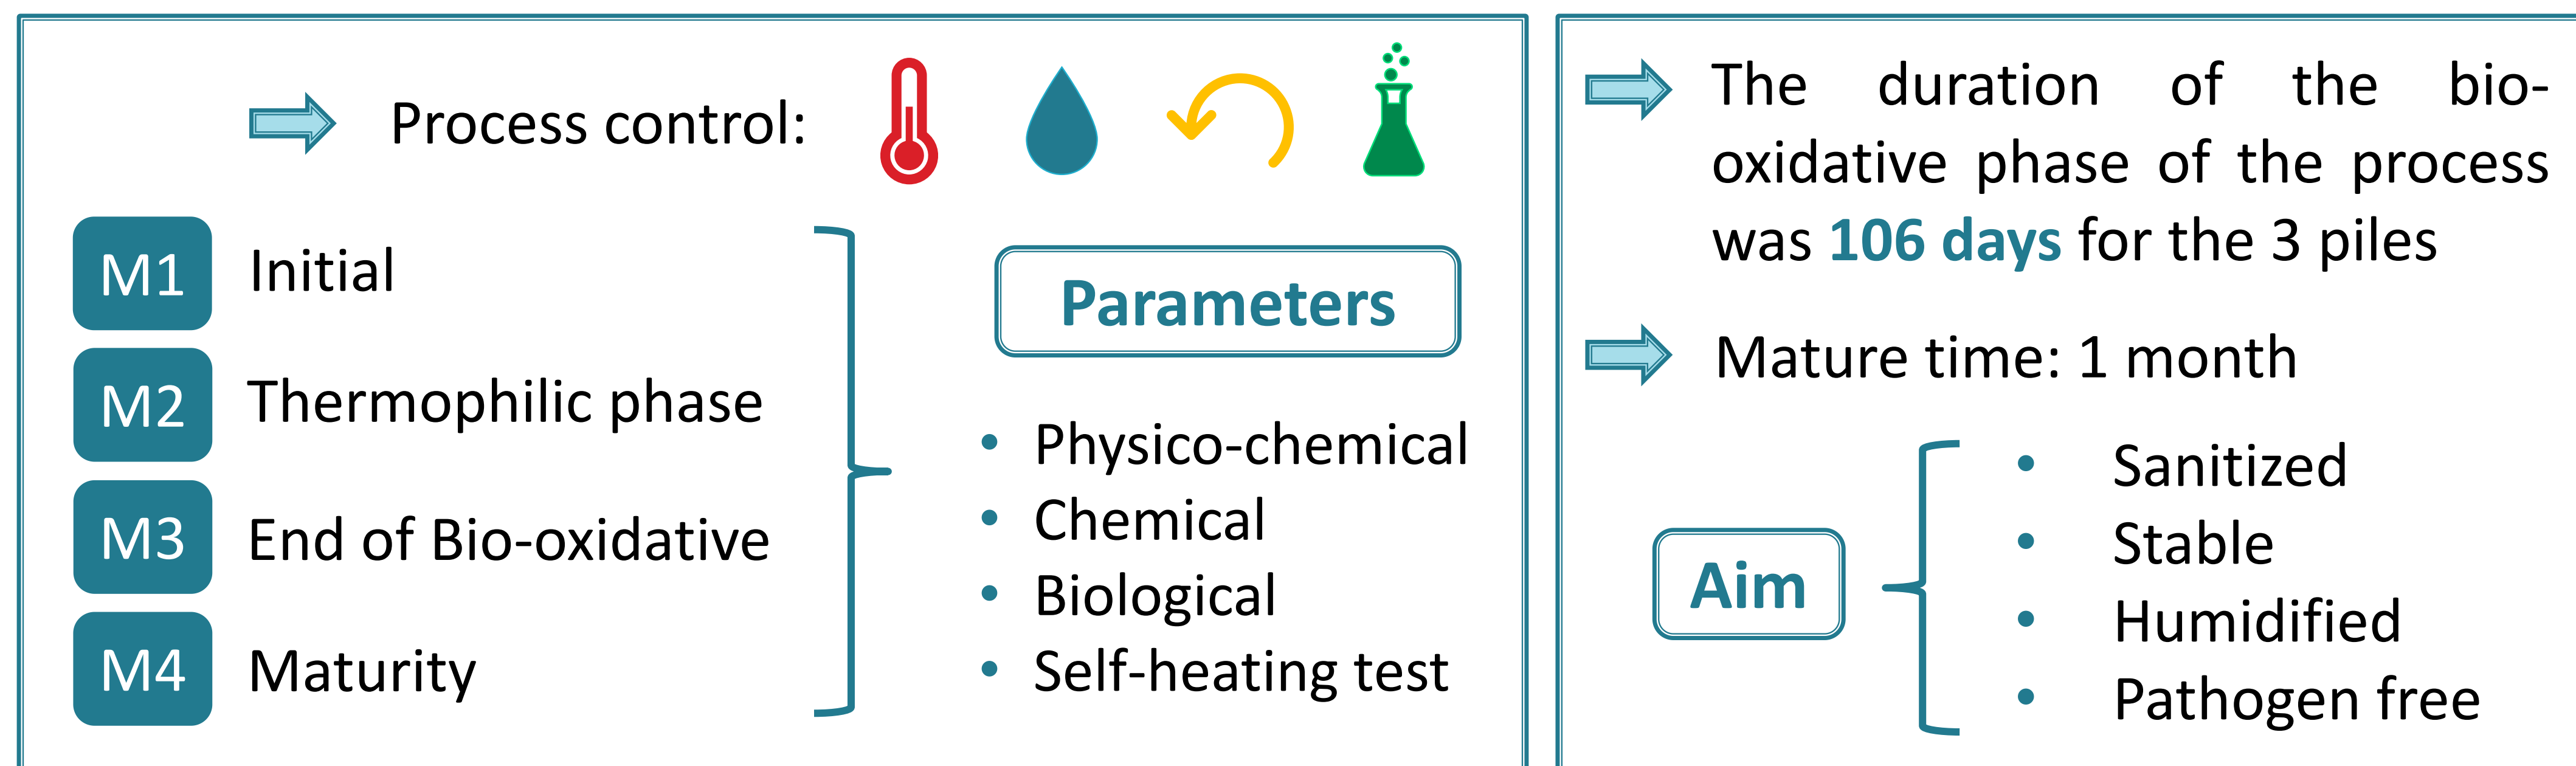 Process control:
M1 Initial
M2 Thermophilic phase
M3 End of Bio-oxidative
M4 Maturity
Parameters
• Physico-chemical
• Chemical
• Biological
• Self-heating test
The duration of the bio-
oxidative phase of the process
was 106 days for the 3 piles
Mature time: 1 month
Aim
• Sanitized
• Stable
• Humidified
• Pathogen free